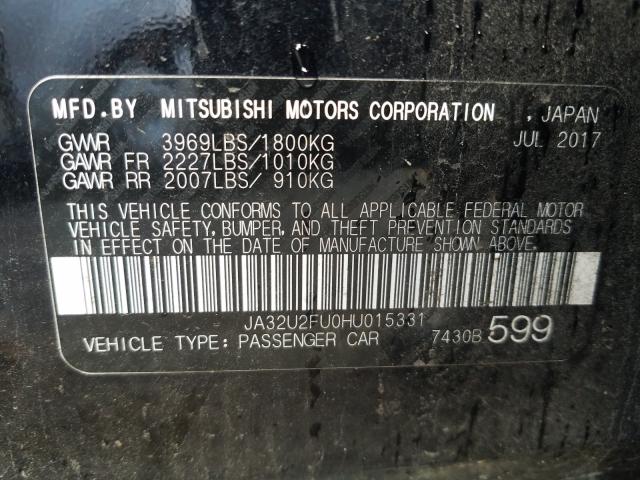 MFD.BY MITSUBISHI MOTORS CORPORATION , JAPAN
GVWR 3969LBS/1800KG JUL 2017
GAWR FR 2227LBS/1010KG
GAWR RR 2007LBS/ 910KG
THIS VEHICLE CONFORMS TO ALL APPLICABLE FEDERAL MOTOR
VEHICLE SAFETY, BUMPER, AND THEFT PREVENTION STANDARDS
IN EFFECT ON THE DATE OF MANUFACTURE SHOWN ABOVE.
JA32U2FU0HU015331
VEHICLE TYPE: PASSENGER CAR 7430B 599